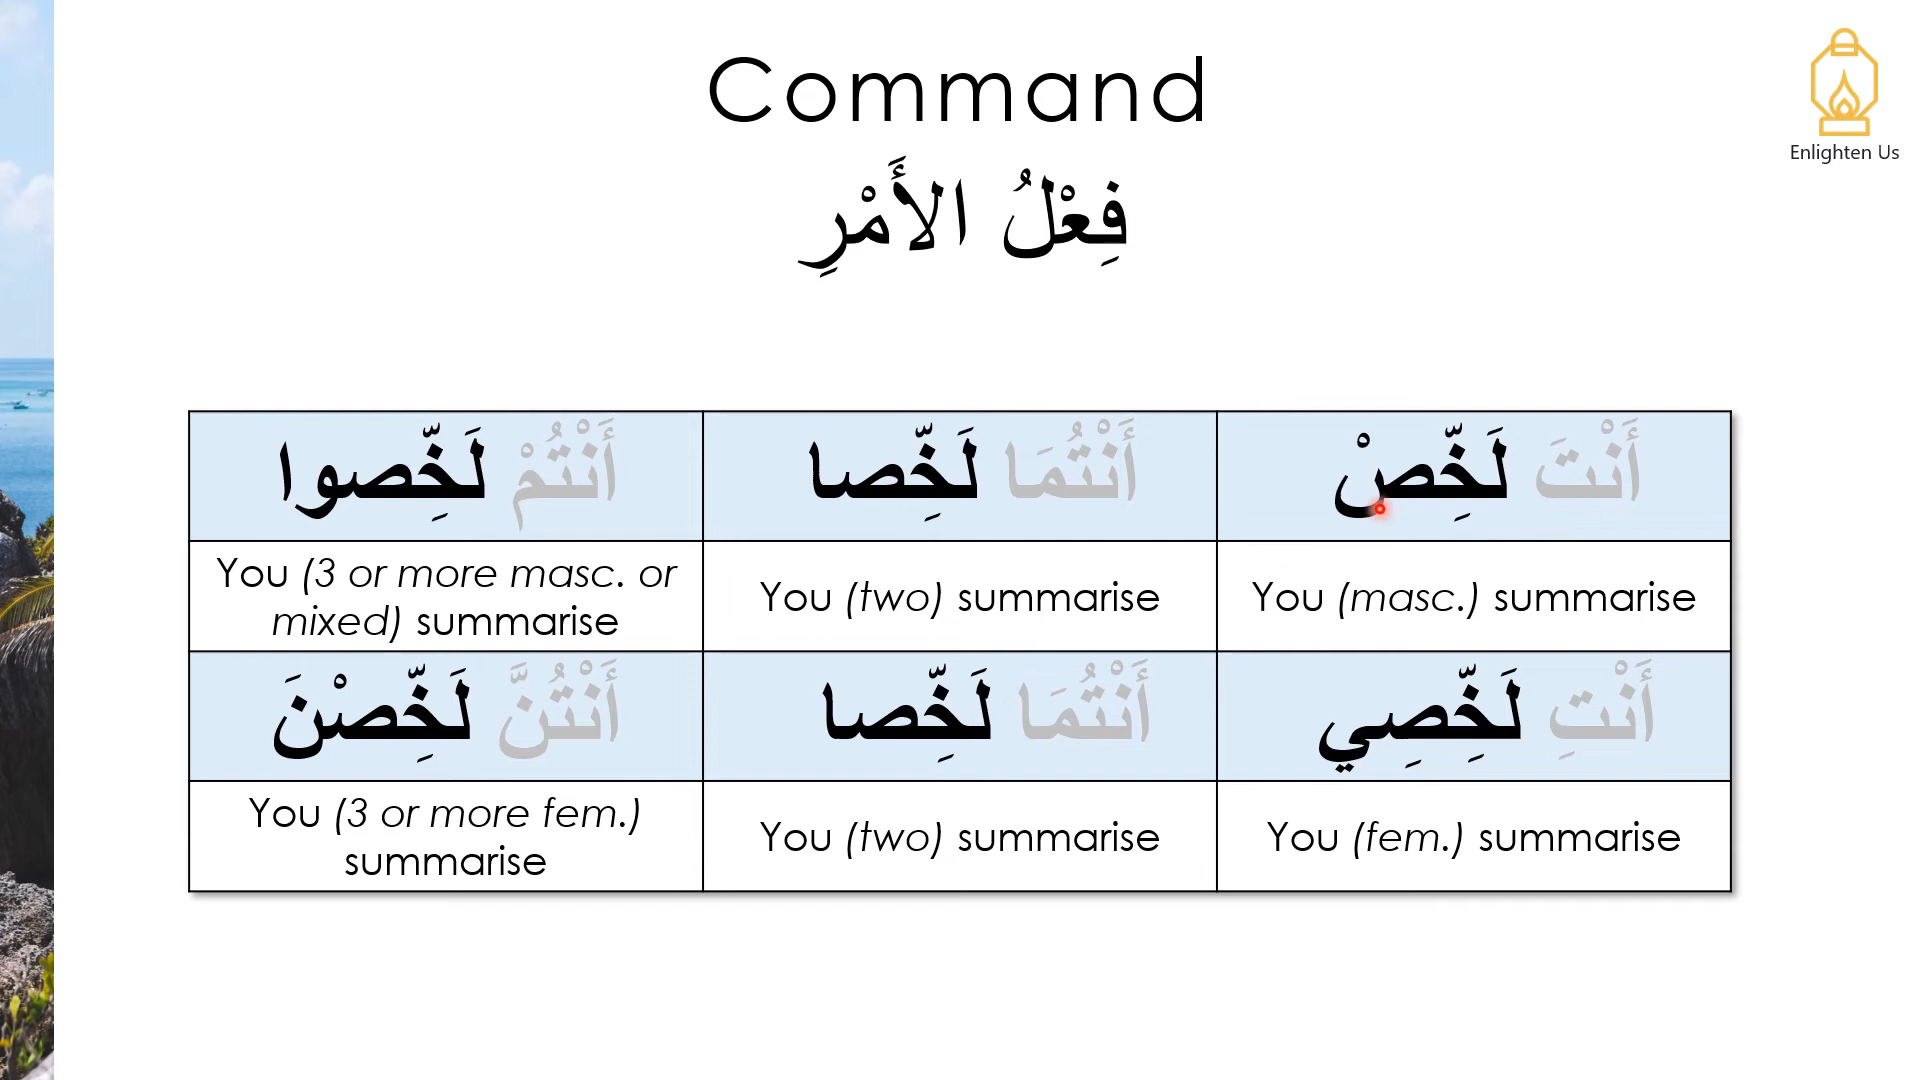 Command
Enlighten Us
فِعْلُ الأَمْرِ
أَنْتَ لَخِّصْ
أَنْتُمَا لَخِّصا
أَنْتُمْ لَخِّصوا
You (masc.) summarise
You (two) summarise
You (3 or more masc. or
mixed) summarise
أَنْتِ لَخِّصِي
أَنْتُمَا لَخِّصا
أَنْتُنَّ لَخِّصْنَ
You (fem.) summarise
You (two) summarise
You (3 or more fem.)
summarise